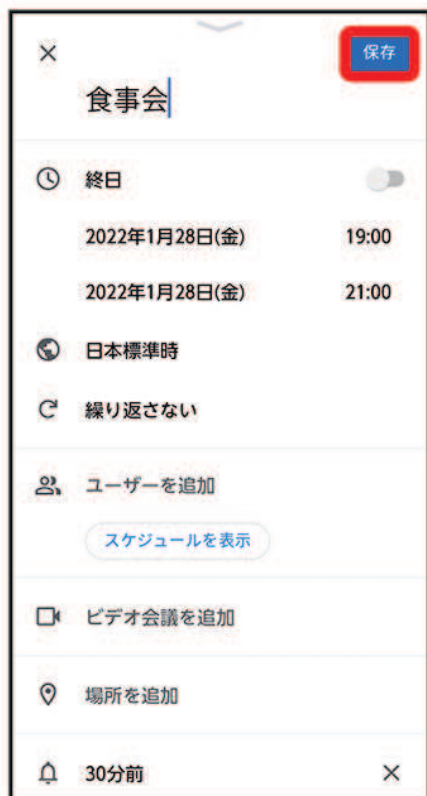 保存
食事会
終日
2022年1月28日(金) 19:00
2022年1月28日(金) 21:00
日本標準時
繰り返さない
ユーザーを追加
スケジュールを表示
ビデオ会議を追加
場所を追加
30分前